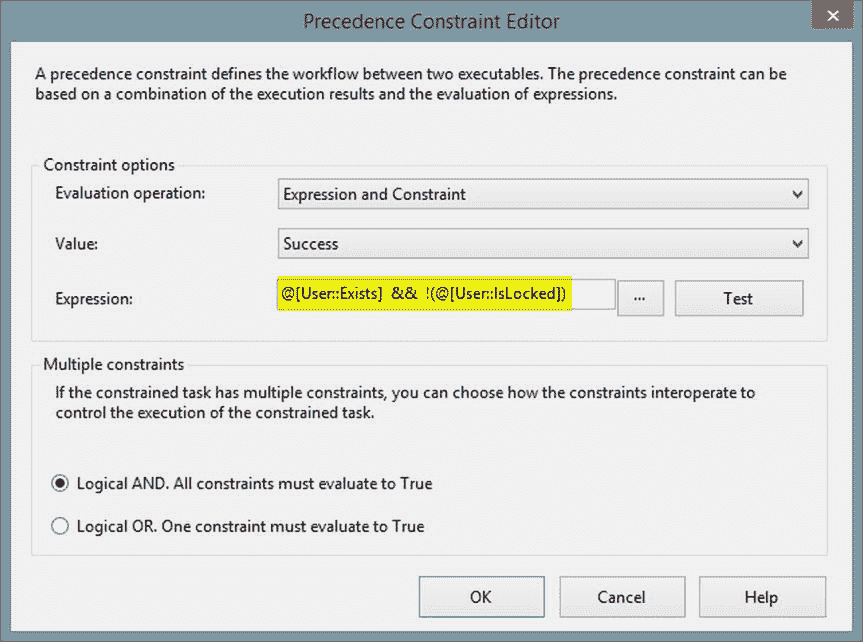 Precedence Constraint Editor
A precedence constraint defines the workflow between two executables. The precedence constraint can be
based on a combination of the execution results and the evaluation of expressions.
Constraint options
Evaluation operation: Expression and Constraint
Value: Success
Expression: @[User::Exists] && !(@[User::IsLocked]) ... Test
Multiple constraints
If the constrained task has multiple constraints, you can choose how the constraints interoperate to
control the execution of the constrained task.
Logical AND. All constraints must evaluate to True
Logical OR. One constraint must evaluate to True
OK Cancel Help